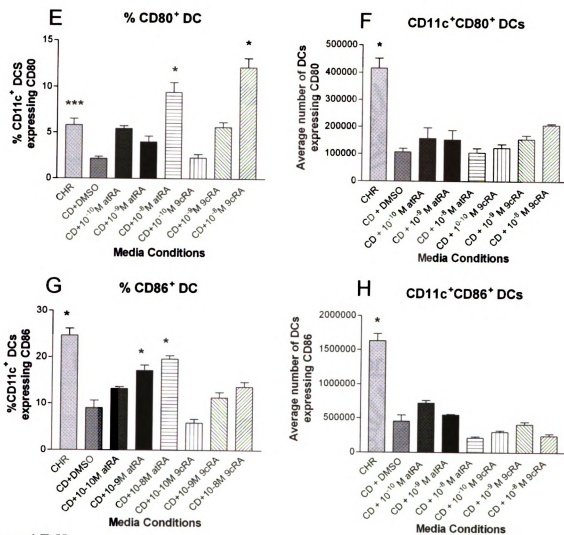 E
% CD80⁺ DC
% CD11c⁺ DCS
expressing CD80
15
10
5
0
***
*
*
CHR
CD+DMSO
CD+10⁻¹⁰M atRA
CD+10⁻⁹M atRA
CD+10⁻⁸M atRA
CD+10⁻¹⁰M 9cRA
CD+10⁻⁹M 9cRA
CD+10⁻⁸M 9cRA
Media Conditions
F
CD11c⁺CD80⁺ DCs
Average number of DCs
expressing CD80
500000
400000
300000
200000
100000
*
CHR
CD + DMSO
CD + 10⁻¹⁰ M atRA
CD + 10⁻⁹ M atRA
CD + 10⁻⁸ M atRA
CD + 1⁰⁻¹⁰ M 9cRA
CD + 10⁻⁹ M 9cRA
CD + 10⁻⁸ M 9cRA
Media Conditions
G
% CD86⁺ DC
%CD11c⁺ DCs
expressing CD86
30
20
10
0
*
*
*
CHR
CD+DMSO
CD+10-10M atRA
CD+10-9M atRA
CD+10-8M atRA
CD+10-10M 9cRA
CD+10-9M 9cRA
CD+10-8M 9cRA
Media Conditions
H
CD11c⁺CD86⁺ DCs
Average number of DCs
expressing CD86
2000000
1500000
1000000
500000
0
*
CHR
CD + DMSO
CD + 10⁻¹⁰ M atRA
CD + 10⁻⁹ M atRA
CD + 10⁻⁸ M atRA
CD + 10⁻¹⁰ M 9cRA
CD + 10⁻⁹ M 9cRA
CD + 10⁻⁸ M 9cRA
Media Conditions